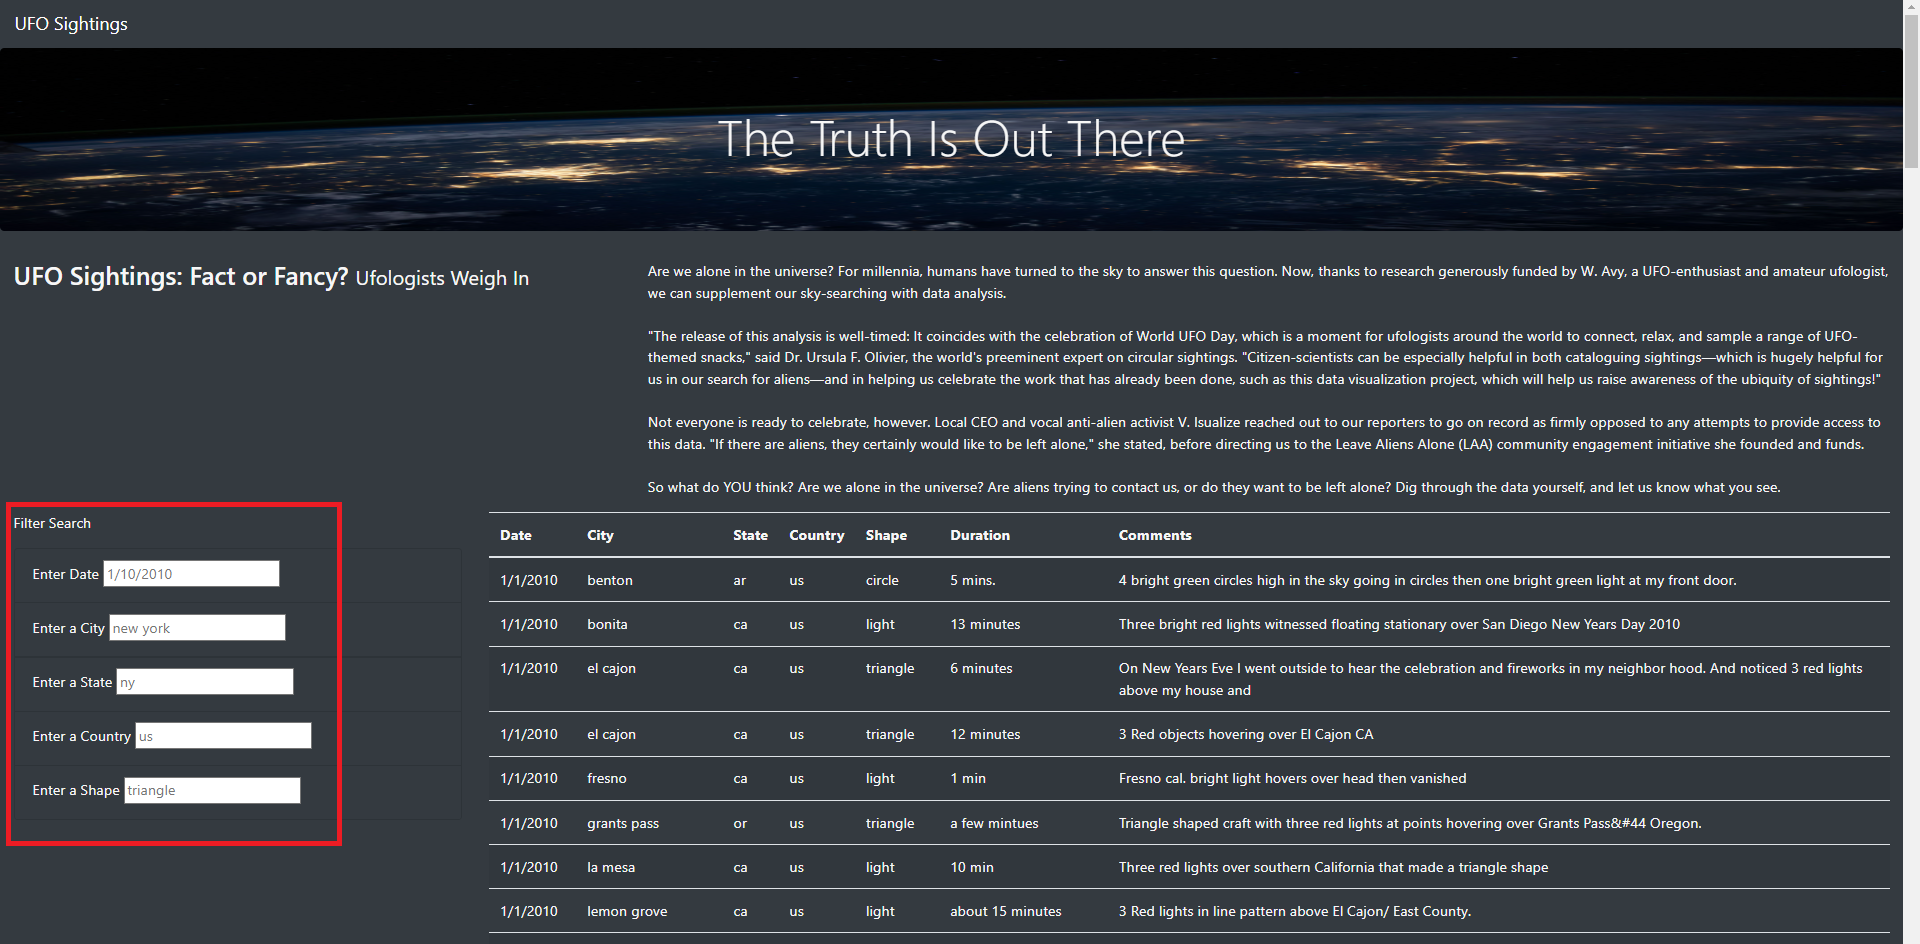 UFO Sightings
The Truth Is Out There
UFO Sightings: Fact or Fancy? Ufologists Weigh In
Are we alone in the universe? For millennia, humans have turned to the sky to answer this question. Now, thanks to research generously funded by W. Avy, a UFO-enthusiast and amateur ufologist,
we can supplement our sky-searching with data analysis.
"The release of this analysis is well-timed: It coincides with the celebration of World UFO Day, which is a moment for ufologists around the world to connect, relax, and sample a range of UFO-
themed snacks," said Dr. Ursula F. Olivier, the world's preeminent expert on circular sightings. "Citizen-scientists can be especially helpful in both cataloguing sightings—which is hugely helpful for
us in our search for aliens—and in helping us celebrate the work that has already been done, such as this data visualization project, which will help us raise awareness of the ubiquity of sightings!"
Not everyone is ready to celebrate, however. Local CEO and vocal anti-alien activist V. Isualize reached out to our reporters to go on record as firmly opposed to any attempts to provide access to
this data. "If there are aliens, they certainly would like to be left alone," she stated, before directing us to the Leave Aliens Alone (LAA) community engagement initiative she founded and funds.
So what do YOU think? Are we alone in the universe? Are aliens trying to contact us, or do they want to be left alone? Dig through the data yourself, and let us know what you see.
Filter Search
Enter Date 1/10/2010
Enter a City new york
Enter a State ny
Enter a Country us
Enter a Shape triangle
Date City State Country Shape Duration Comments
1/1/2010 benton ar us circle 5 mins. 4 bright green circles high in the sky going in circles then one bright green light at my front door.
1/1/2010 bonita ca us light 13 minutes Three bright red lights witnessed floating stationary over San Diego New Years Day 2010
1/1/2010 el cajon ca us triangle 6 minutes On New Years Eve I went outside to hear the celebration and fireworks in my neighbor hood. And noticed 3 red lights
above my house and
1/1/2010 el cajon ca us triangle 12 minutes 3 Red objects hovering over El Cajon CA
1/1/2010 fresno ca us light 1 min Fresno cal. bright light hovers over head then vanished
1/1/2010 grants pass or us triangle a few mintues Triangle shaped craft with three red lights at points hovering over Grants Pass&#44 Oregon.
1/1/2010 la mesa ca us light 10 min Three red lights over southern California that made a triangle shape
1/1/2010 lemon grove ca us light about 15 minutes 3 Red lights in line pattern above El Cajon/ East County.